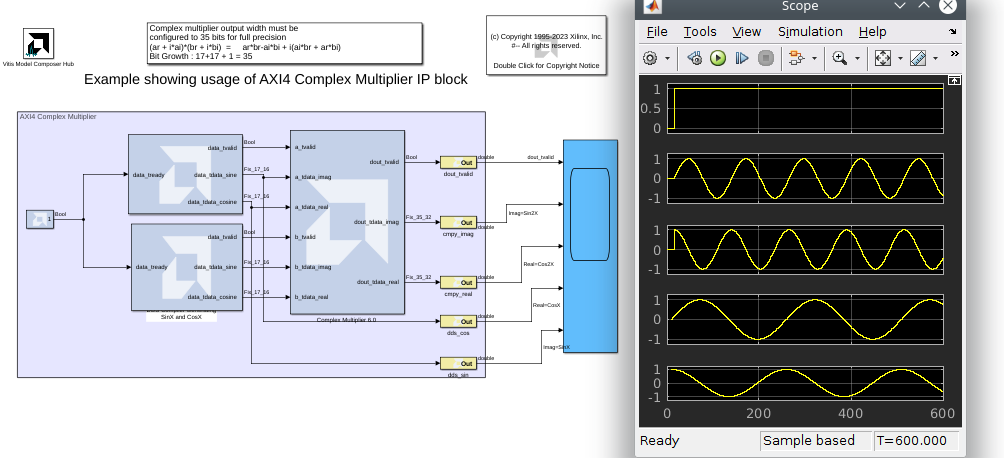 Complex multiplier output width must be
configured to 35 bits for full precision
(ar + i*ai)*(br + i*bi) = ar*br-ai*bi + i(ai*br + ar*bi)
Bit Growth : 17+17 + 1 = 35
(c) Copyright 1995-2023 Xilinx, Inc.
#-- All rights reserved.
Double Click for Copyright Notice
Vitis Model Composer Hub
Example showing usage of AXI4 Complex Multiplier IP block
AXI4 Complex Multiplier
1
Bool
data_tready
data_tvalid
data_tdata_sine
data_tdata_cosine
Bool
Fix_17_16
Fix_17_16
data_tready
data_tvalid
data_tdata_sine
data_tdata_cosine
Bool
Fix_17_16
Fix_17_16
SinX and CosX
a_tvalid
a_tdata_imag
a_tdata_real
b_tvalid
b_tdata_imag
b_tdata_real
dout_tvalid
dout_tdata_imag
dout_tdata_real
Complex Multiplier 6.0
Bool
Fix_35_32
Fix_35_32
Out
double
dout_tvalid
dout_tvalid
Out
double
cmpy_imag
Imag=Sin2X
Out
double
cmpy_real
Real=Cos2X
Out
double
dds_cos
Real=CosX
Out
double
dds_sin
Imag=SinX
Scope
File Tools View Simulation Help
1
0.5
0
1
0
-1
1
0
-1
1
0
-1
1
0
-1
0 200 400 600
Ready Sample based T=600.000